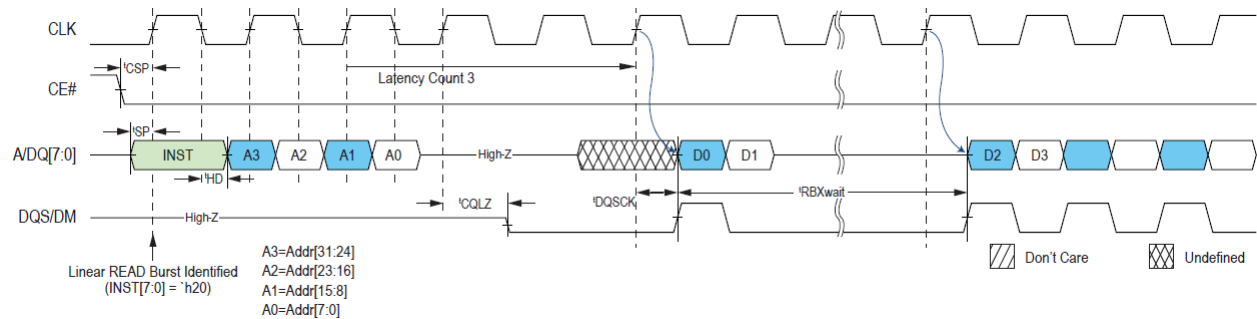 CLK
tCSP
Latency Count 3
CE#
tSP
A/DQ[7:0]
INST
A3
A2
A1
A0
High-Z
D0
D1
D2
D3
tHD
tCQLZ
tDQSCK
tRBXwait
DQS/DM
High-Z
Linear READ Burst Identified
(INST[7:0] = `h20)
A3=Addr[31:24]
A2=Addr[23:16]
A1=Addr[15:8]
A0=Addr[7:0]
Don't Care
Undefined